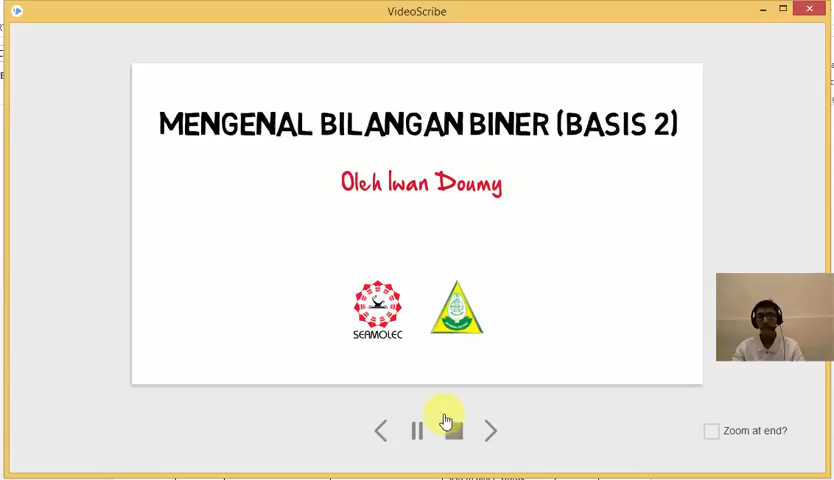 VideoScribe
MENGENAL BILANGAN BINER (BASIS 2)
Oleh Iwan Doumy
SEAMOLEC
Zoom at end?